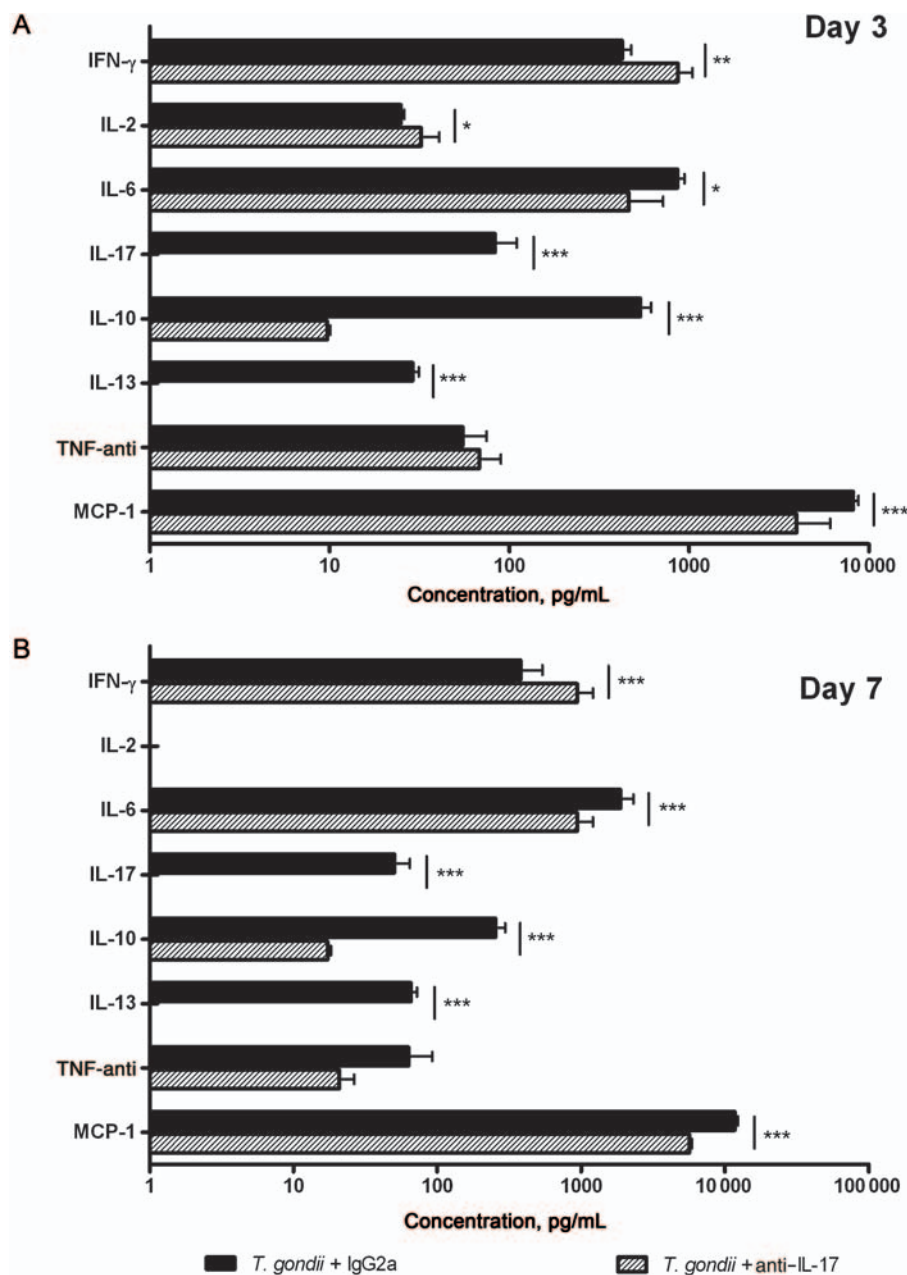 A
Day 3
IFN-γ
**
IL-2
*
IL-6
*
IL-17
***
IL-10
***
IL-13
***
TNF-anti
MCP-1
***
1 10 100 1000 10 000
Concentration, pg/mL
B
IFN-γ
***
Day 7
IL-2
IL-6
***
IL-17
***
IL-10
***
IL-13
***
TNF-anti
MCP-1
***
1 10 100 1000 10 000 100 000
Concentration, pg/mL
T. gondii + IgG2a T. gondii + anti-IL-17